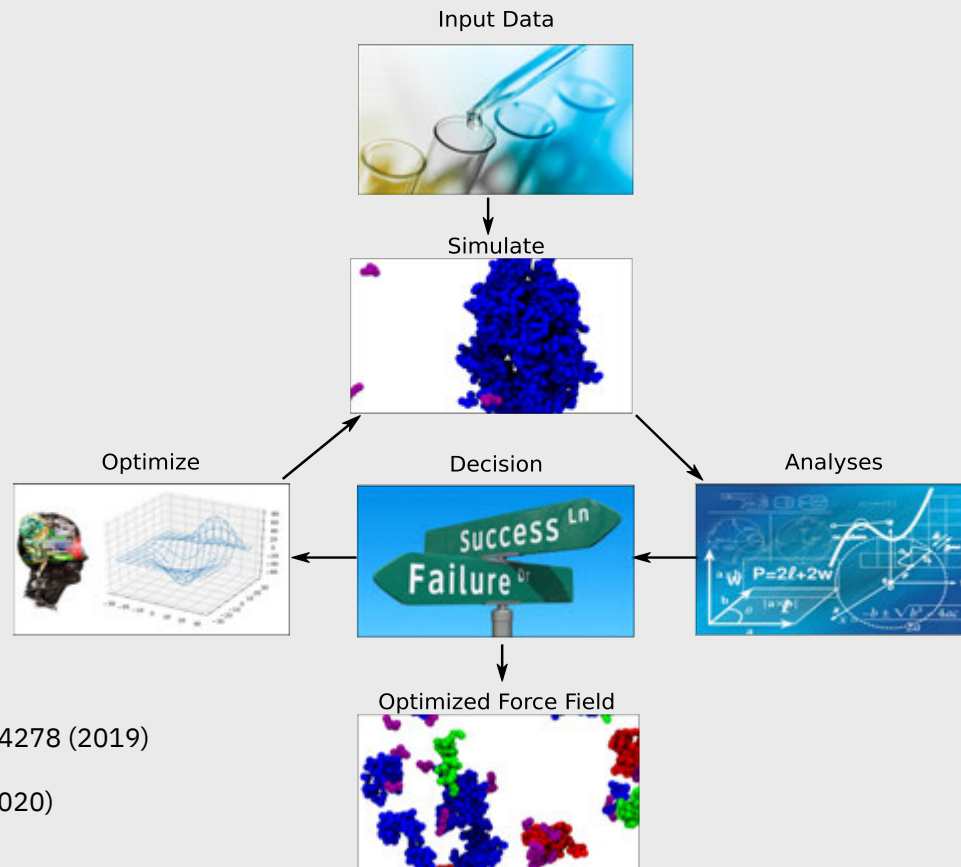 Input Data
Simulate
Optimize
Decision
Analyses
Success Ln
Failure Dr
P=2ℓ+2w
Optimized Force Field
4278 (2019)
020)